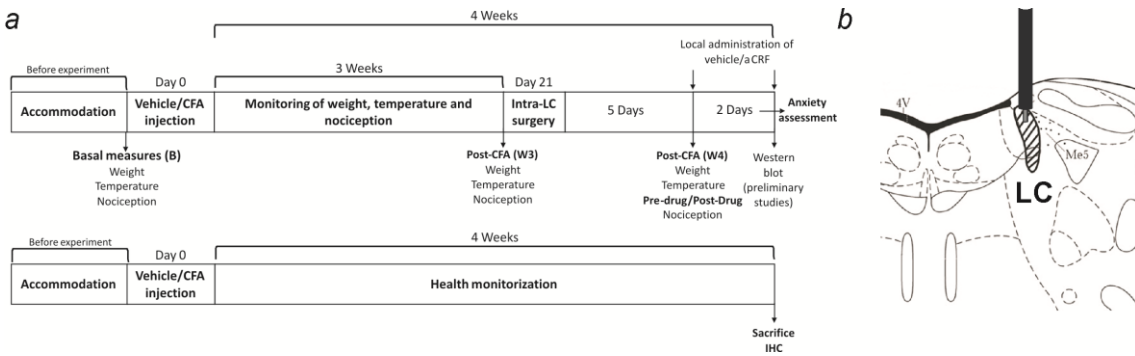 a
4 Weeks
Local administration of
vehicle/aCRF
Before experiment
Day 0
3 Weeks
Day 21
Accommodation
Vehicle/CFA
injection
Monitoring of weight, temperature and
nociception
Intra-LC
surgery
5 Days
2 Days
Anxiety
assessment
Basal measures (B)
Weight
Temperature
Nociception
Post-CFA (W3)
Weight
Temperature
Nociception
Post-CFA (W4)
Weight
Temperature
Pre-drug/Post-Drug
Nociception
Western
blot
(preliminary
studies)
Before experiment
Day 0
4 Weeks
Accommodation
Vehicle/CFA
injection
Health monitorization
Sacrifice
IHC
b
4V
Me5
LC